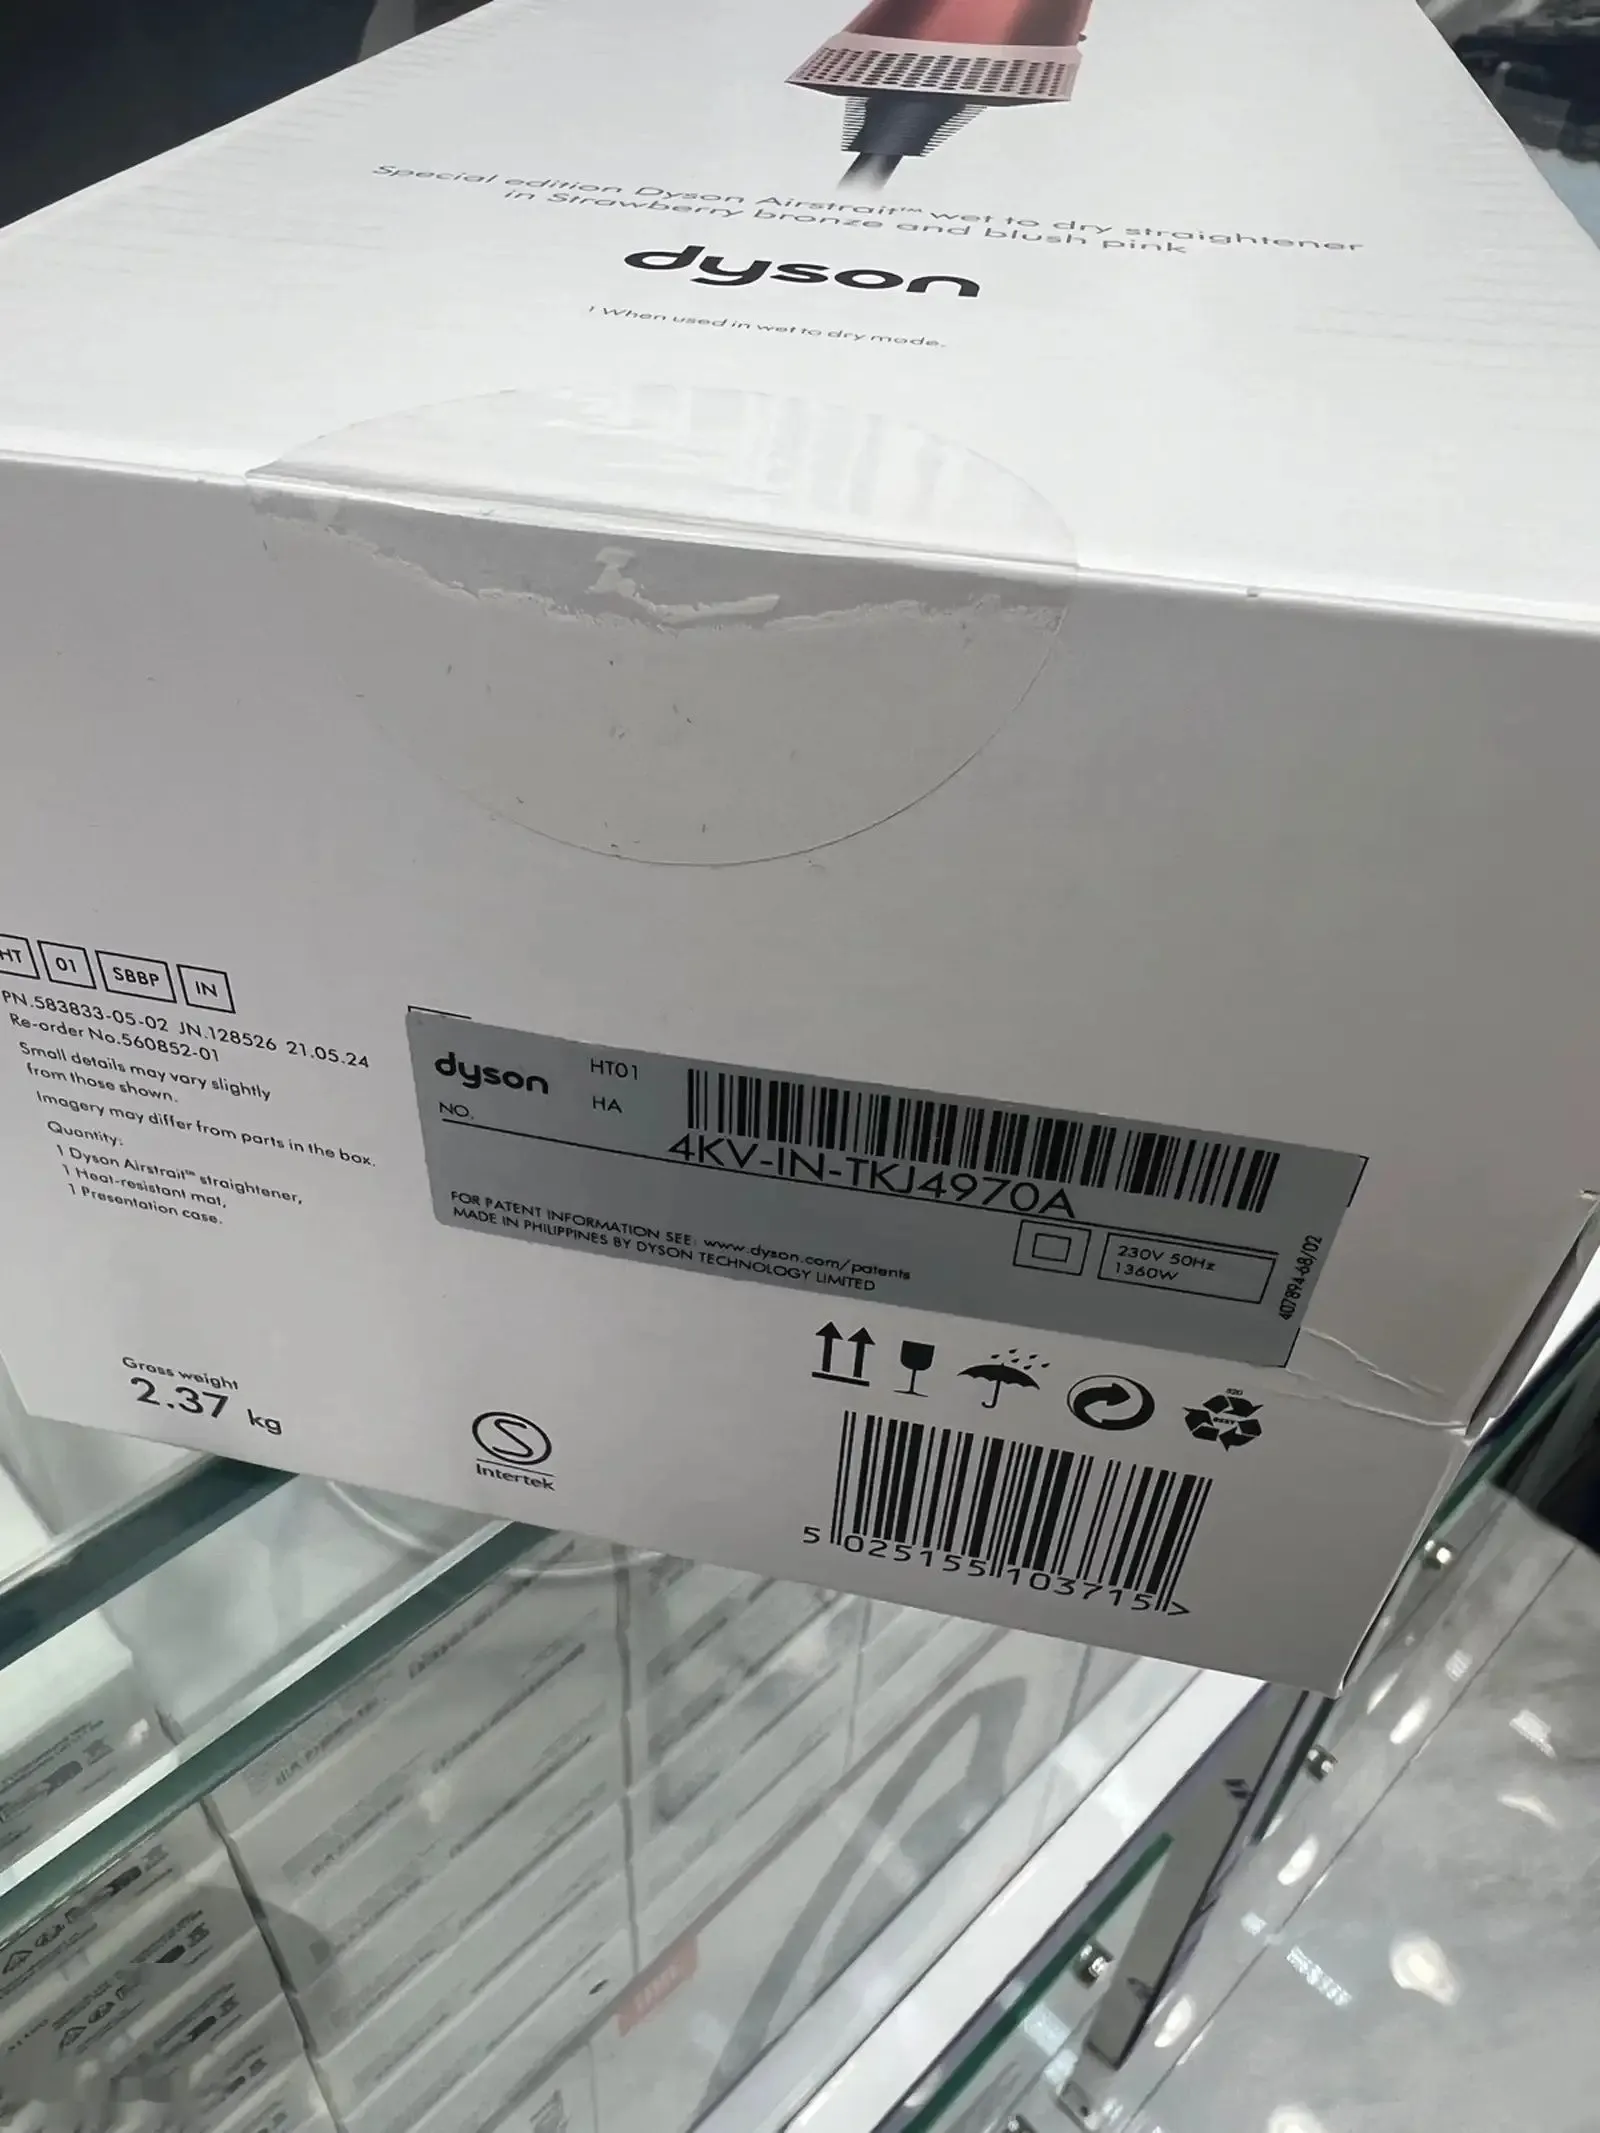 Special edition Dyson Airstrait™ wet to dry straightener
in Strawberry bronze and blush pink
dyson
1 When used in wet to dry mode.
HT 01 SBBP IN
PN.583833-05-02 JN.128526 21.05.24
Re-order No.560852-01
Small details may vary slightly
from those shown.
Imagery may differ from parts in the box.
Quantity:
1 Dyson Airstrait™ straightener,
1 Heat-resistant mat,
1 Presentation case.
Gross weight
2.37 kg
Intertek
dyson HT01
HA
NO.
4KV-IN-TKJ4970A
FOR PATENT INFORMATION SEE: www.dyson.com/patents
MADE IN PHILIPPINES BY DYSON TECHNOLOGY LIMITED
230V 50Hz
1360W
407894-68/02
5 025155 103715 >